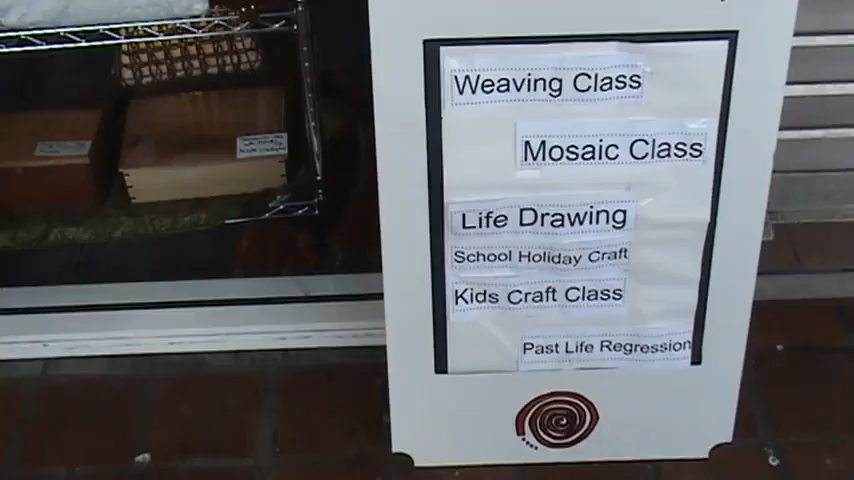 Weaving Class
Mosaic Class
Life Drawing
School Holiday Craft
Kids Craft Class
Past Life Regression